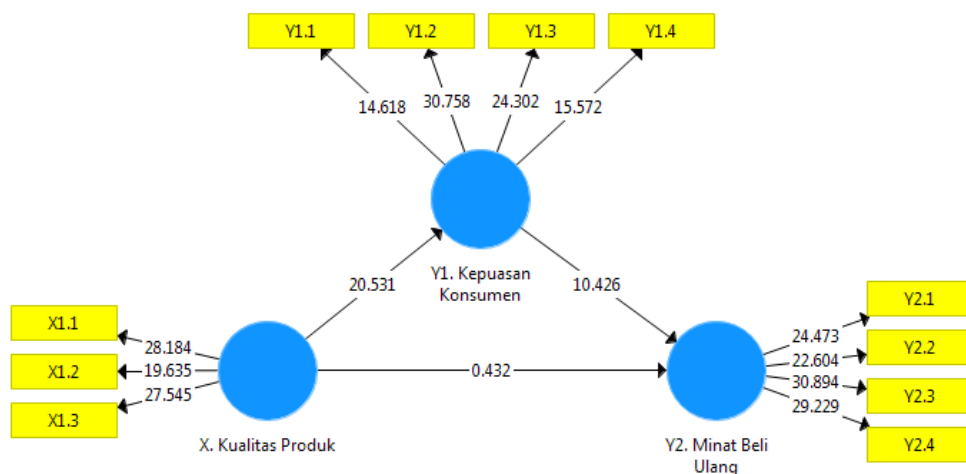 Y1.1
Y1.2
Y1.3
Y1.4
14.618
30.758
24.302
15.572
Y1. Kepuasan
Konsumen
20.531
10.426
X1.1
X1.2
X1.3
28.184
19.635
27.545
X. Kualitas Produk
0.432
Y2. Minat Beli
Ulang
24.473
22.604
30.894
29.229
Y2.1
Y2.2
Y2.3
Y2.4